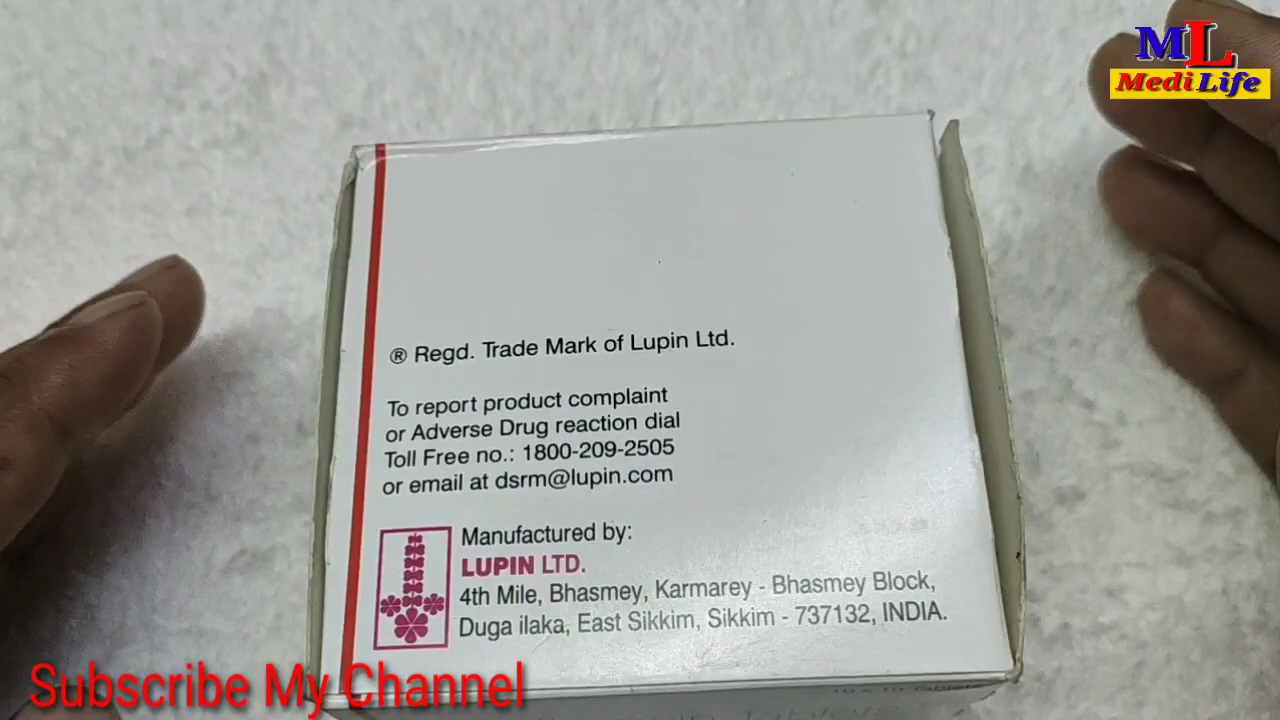 ML
Medi Life
® Regd. Trade Mark of Lupin Ltd.
To report product complaint
or Adverse Drug reaction dial
Toll Free no.: 1800-209-2505
or email at dsrm@lupin.com
Manufactured by:
LUPIN LTD.
4th Mile, Bhasmey, Karmarey - Bhasmey Block,
Duga ilaka, East Sikkim, Sikkim - 737132, INDIA.
Subscribe My Channel